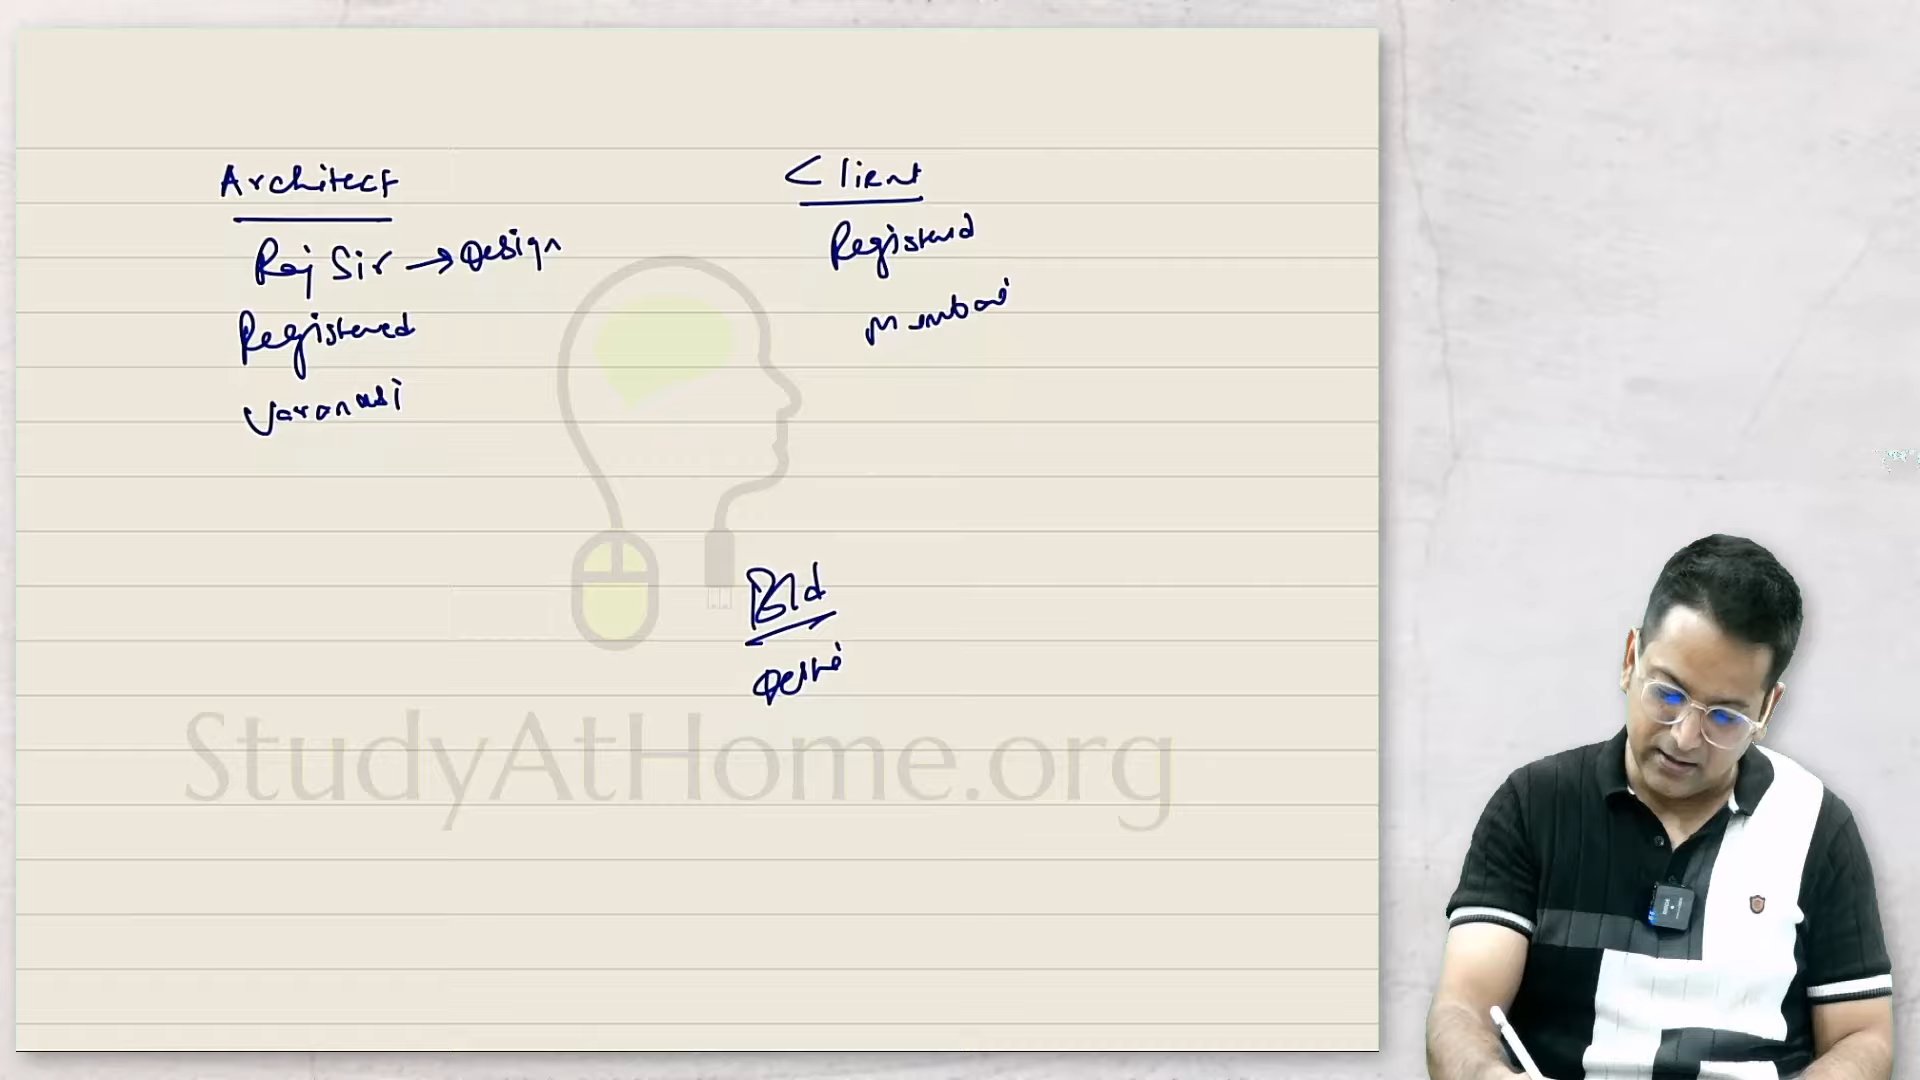 Architect
Raj Sir → Design
Registered
Varanasi
Client
Registered
Mumbai
Bld
Delhi
StudyAtHome.org